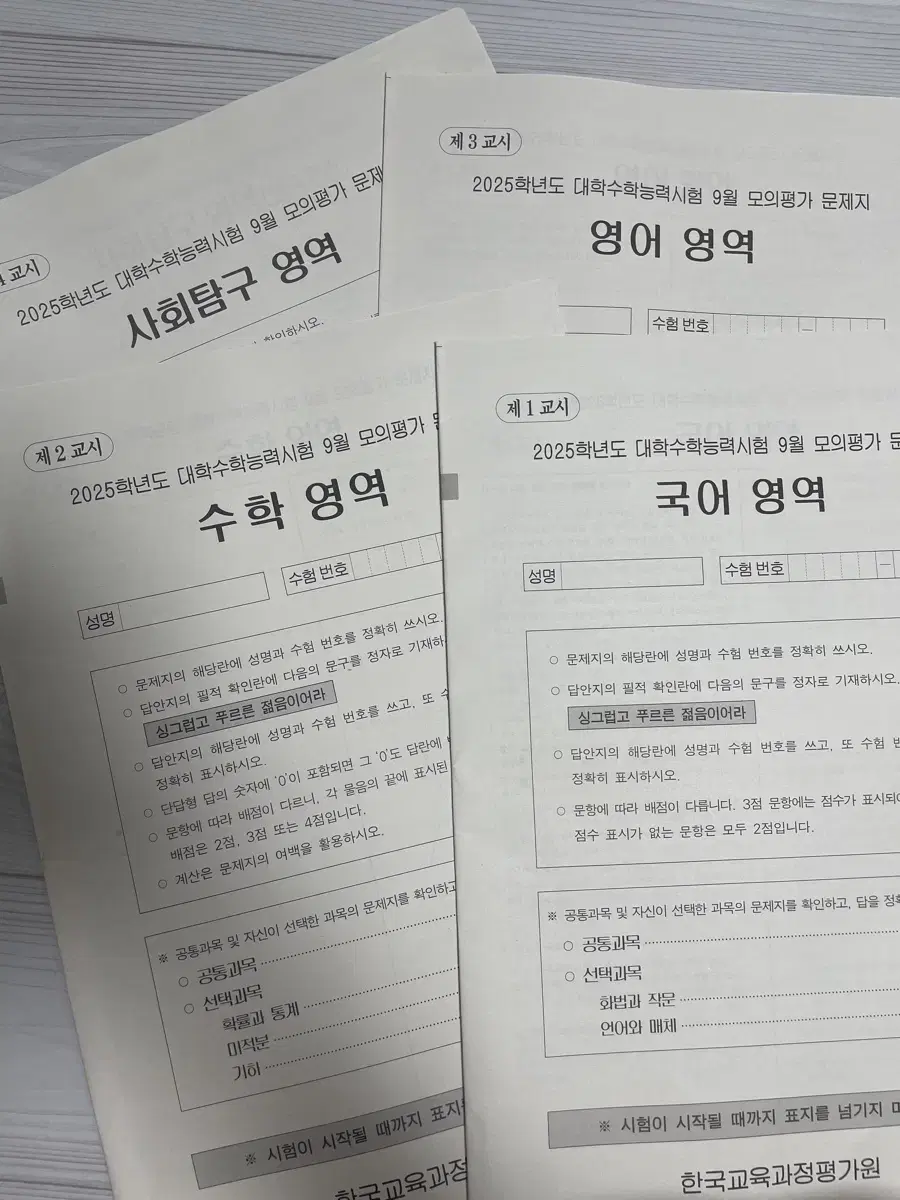 교시
2025학년도 대학수학능력시험 9월 모의평가
사회탐구 영역
제 3 교시
2025학년도 대학수학능력시험 9월 모의평가 문제지
영어 영역
수험 번호
제 2 교시
2025학년도 대학수학능력시험 9월 모의평가
수학 영역
성명
수험 번호
○ 문제지의 해당란에 성명과 수험 번호를 정확히 쓰시오.
○ 답안지의 필적 확인란에 다음의 문구를 정자로 기재하
싱그럽고 푸르른 젊음이어라
○ 답안지의 해당란에 성명과 수험 번호를 쓰고, 또
정확히 표시하시오.
○ 단답형 답의 숫자에 '0'이 포함되면 그 '0'도 답란에
○ 문항에 따라 배점이 다르니, 각 물음의 끝에 표시된
배점은 2점, 3점 또는 4점입니다.
○ 계산은 문제지의 여백을 활용하시오.
※ 공통과목 및 자신이 선택한 과목의 문제지를 확인하고
○ 공통과목
○ 선택과목
확률과 통계
미적분
기하
※ 시험이 시작될 때까지 표지
한국교육과정
제 1 교시
2025학년도 대학수학능력시험 9월 모의평가
국어 영역
성명
수험 번호 –
○ 문제지의 해당란에 성명과 수험 번호를 정확히 쓰시오.
○ 답안지의 필적 확인란에 다음의 문구를 정자로 기재하시오.
싱그럽고 푸르른 젊음이어라
○ 답안지의 해당란에 성명과 수험 번호를 쓰고, 또 수험
정확히 표시하시오.
○ 문항에 따라 배점이 다릅니다. 3점 문항에는 점수가 표시되어
점수 표시가 없는 문항은 모두 2점입니다.
※ 공통과목 및 자신이 선택한 과목의 문제지를 확인하고, 답을
○ 공통과목
○ 선택과목
화법과 작문
언어와 매체
※ 시험이 시작될 때까지 표지를 넘기지
한국교육과정평가원